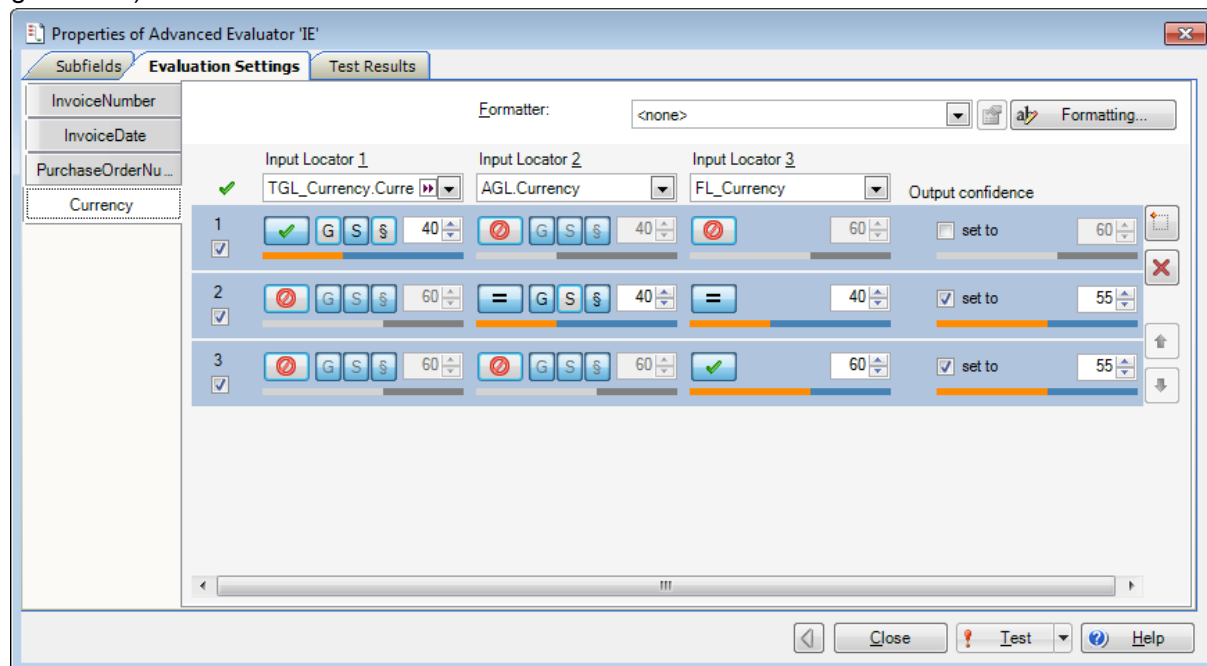 Properties of Advanced Evaluator 'IE'
Subfields Evaluation Settings Test Results
InvoiceNumber
InvoiceDate
PurchaseOrderNu...
Currency
Formatter: <none> Formatting...
Input Locator 1 Input Locator 2 Input Locator 3
TGL_Currency.Curre AGL.Currency FL_Currency Output confidence
1 G S § 40 G S § 40 60 set to 60
2 G S § 60 = G S § 40 = 40 set to 55
3 G S § 60 G S § 60 60 set to 55
Close Test Help